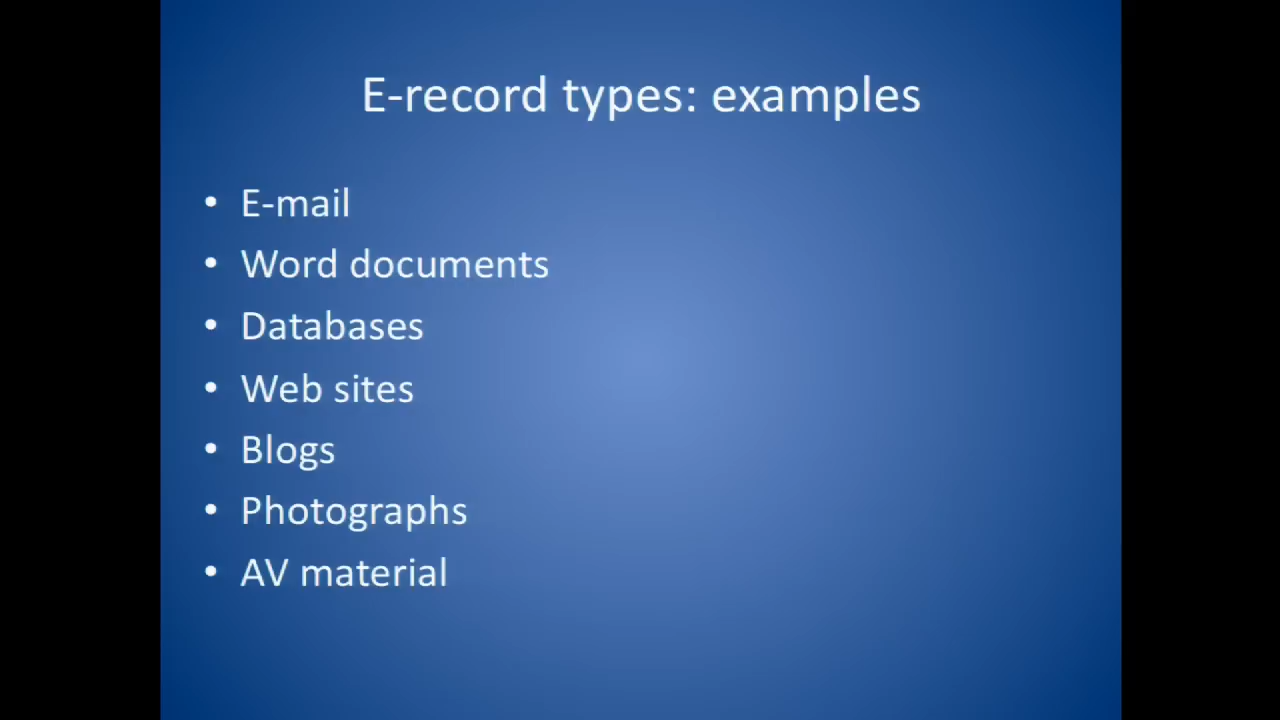 E-record types: examples
• E-mail
• Word documents
• Databases
• Web sites
• Blogs
• Photographs
• AV material